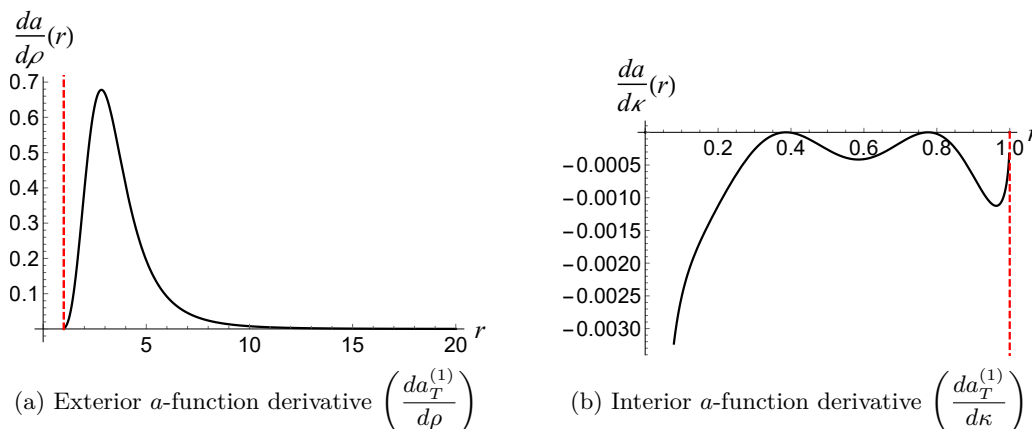 da/dρ (r)
0.7
0.6
0.5
0.4
0.3
0.2
0.1
5 10 15 20 r
(a) Exterior a-function derivative (da_T^(1)/dρ)
da/dκ (r)
0.2 0.4 0.6 0.8 1.0 r
−0.0005
−0.0010
−0.0015
−0.0020
−0.0025
−0.0030
(b) Interior a-function derivative (da_T^(1)/dκ)